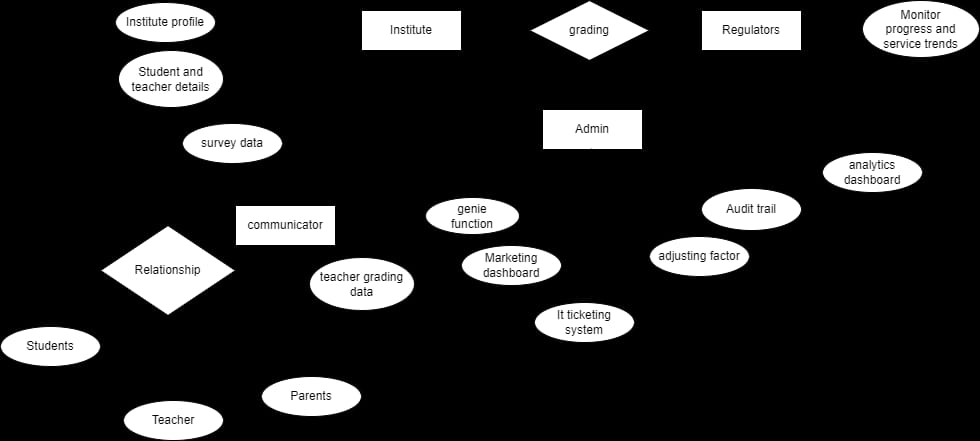 Institute profile
Institute
grading
Regulators
Monitor
progress and
service trends
Student and
teacher details
Admin
survey data
analytics
dashboard
genie
function
Audit trail
communicator
Marketing
dashboard
adjusting factor
Relationship
teacher grading
data
It ticketing
system
Students
Parents
Teacher